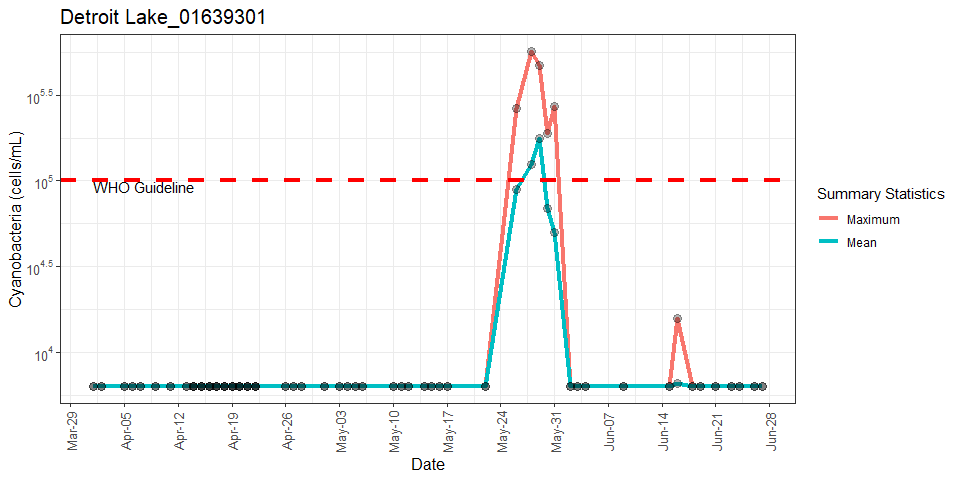 Detroit Lake_01639301
Cyanobacteria (cells/mL)
10^5.5
10^5
10^4.5
10^4
WHO Guideline
Summary Statistics
Maximum
Mean
Mar-29
Apr-05
Apr-12
Apr-19
Apr-26
May-03
May-10
May-17
May-24
May-31
Jun-07
Jun-14
Jun-21
Jun-28
Date